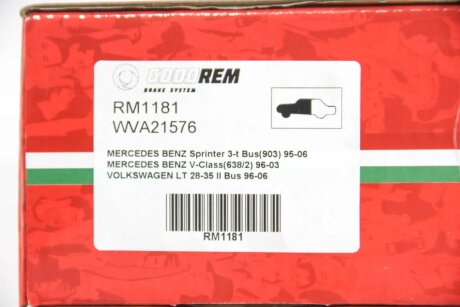 GOODREM
BRAKE SYSTEM
RM1181
WVA21576
MERCEDES BENZ Sprinter 3-t Bus(903) 95-06
MERCEDES BENZ V-Class(638/2) 96-03
VOLKSWAGEN LT 28-35 II Bus 96-06
RM1181